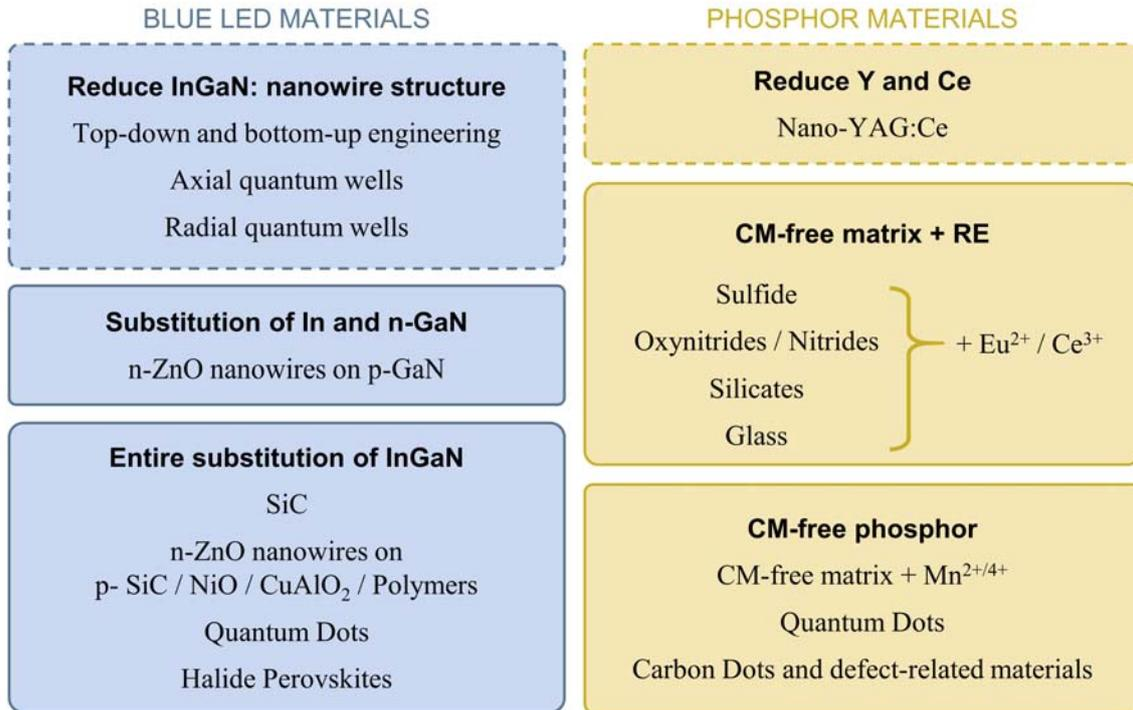 BLUE LED MATERIALS
Reduce InGaN: nanowire structure
Top-down and bottom-up engineering
Axial quantum wells
Radial quantum wells
Substitution of In and n-GaN
n-ZnO nanowires on p-GaN
Entire substitution of InGaN
SiC
n-ZnO nanowires on
p- SiC / NiO / CuAlO₂ / Polymers
Quantum Dots
Halide Perovskites
PHOSPHOR MATERIALS
Reduce Y and Ce
Nano-YAG:Ce
CM-free matrix + RE
Sulfide
Oxynitrides / Nitrides
Silicates
Glass
+ Eu²⁺ / Ce³⁺
CM-free phosphor
CM-free matrix + Mn²⁺ᐟ⁴⁺
Quantum Dots
Carbon Dots and defect-related materials